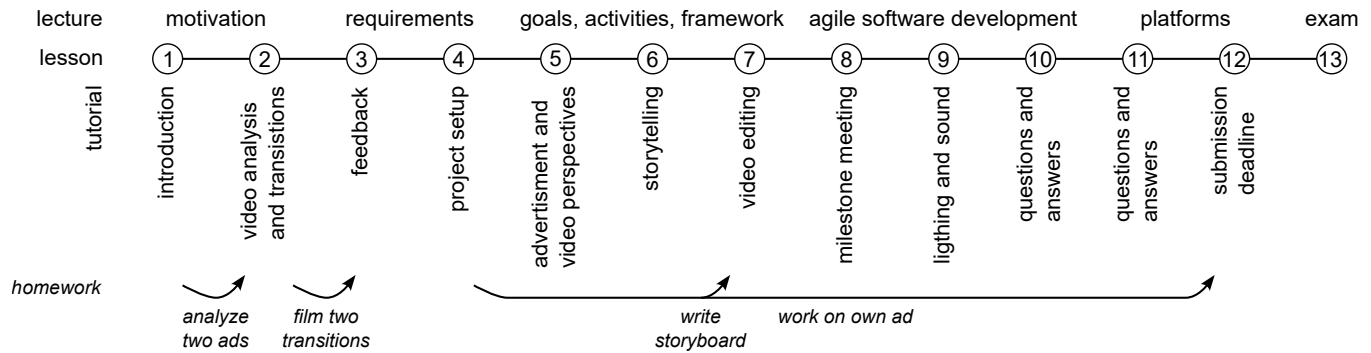 lecture motivation requirements goals, activities, framework agile software development platforms exam
lesson 1 2 3 4 5 6 7 8 9 10 11 12 13
tutorial
introduction
video analysis
and transistions
feedback
project setup
advertisment and
video perspectives
storytelling
video editing
milestone meeting
ligthing and sound
questions and
answers
questions and
answers
submission
deadline
homework
analyze
two ads
film two
transitions
write
storyboard
work on own ad